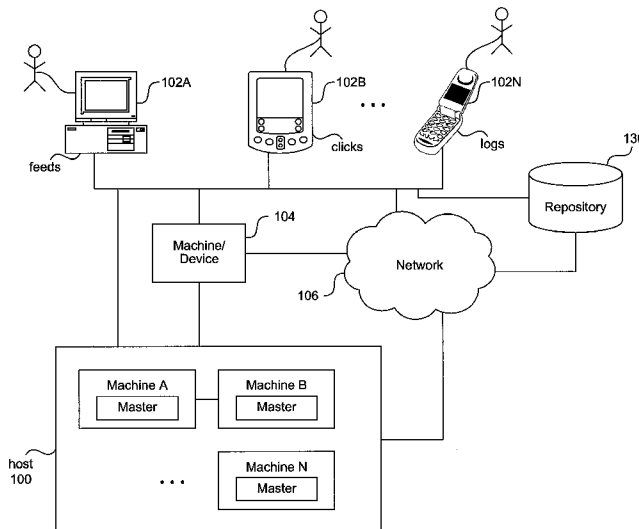 102A
102B
102N
feeds
clicks
logs
130
Repository
104
Machine/
Device
Network
106
Machine A
Master
Machine B
Master
Machine N
Master
host
100